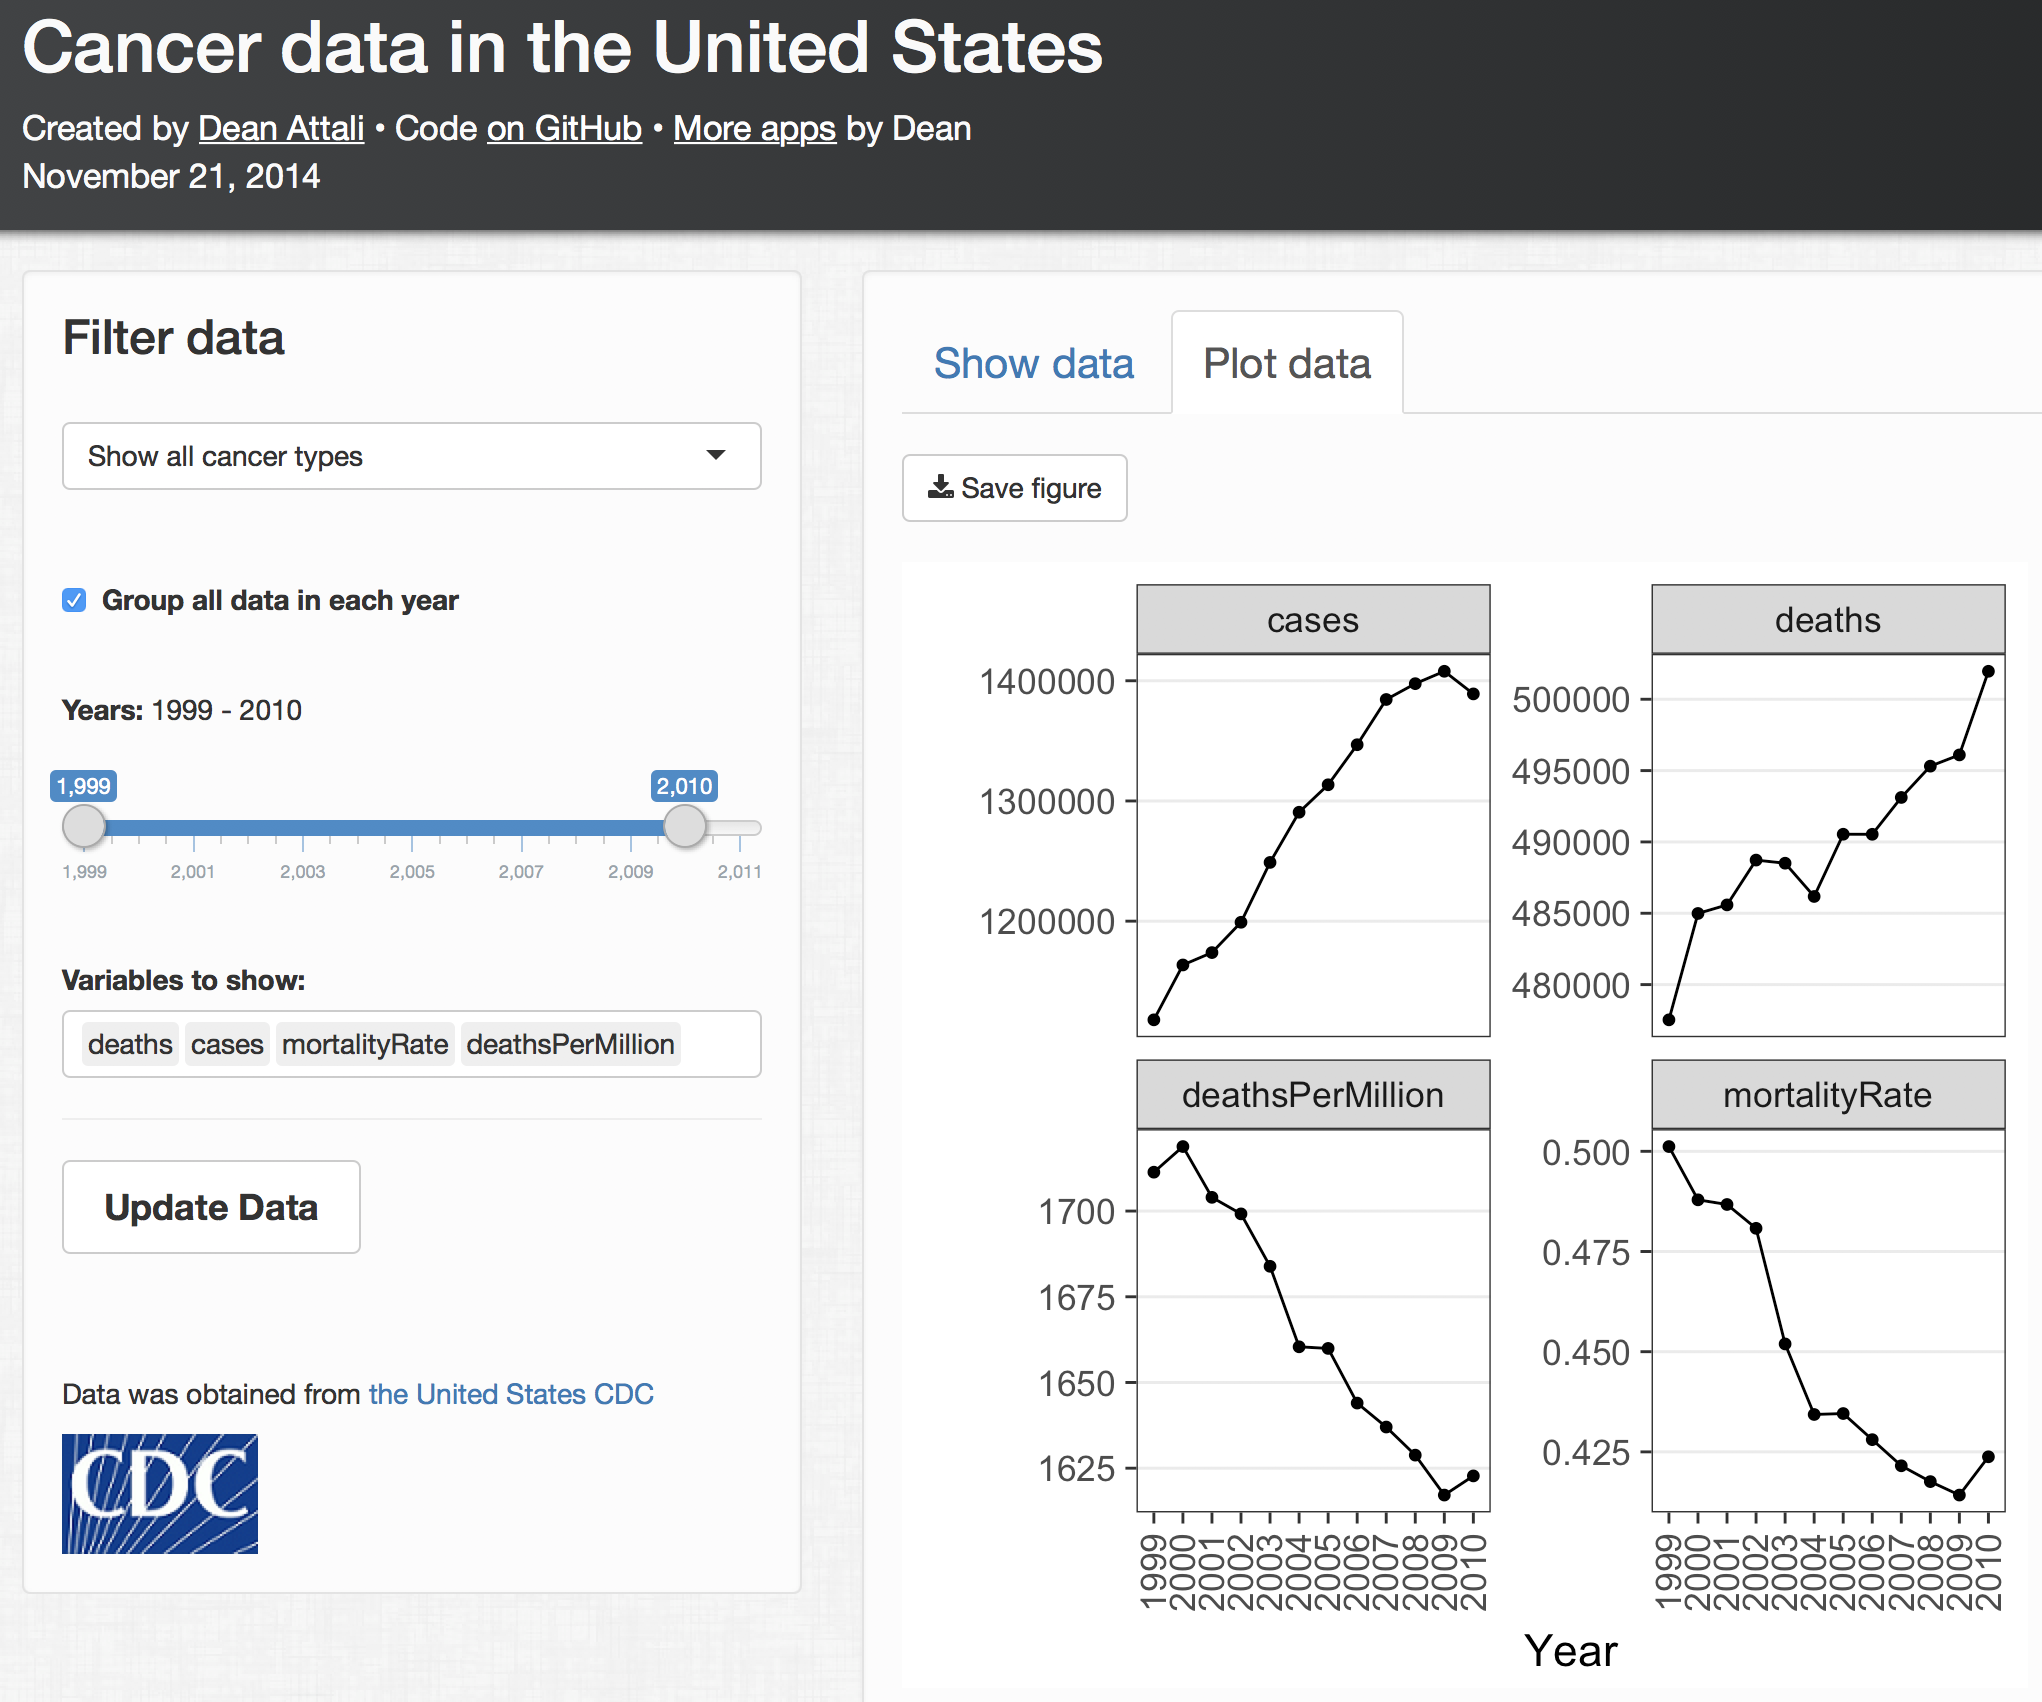 Cancer data in the United States
Created by Dean Attali • Code on GitHub • More apps by Dean
November 21, 2014
Filter data
Show all cancer types
Group all data in each year
Years: 1999 - 2010
1,999
2,010
1,999 2,001 2,003 2,005 2,007 2,009 2,011
Variables to show:
deaths cases mortalityRate deathsPerMillion
Update Data
Data was obtained from the United States CDC
CDC
Show data
Plot data
Save figure
cases
1400000
1300000
1200000
deaths
500000
495000
490000
485000
480000
deathsPerMillion
1700
1675
1650
1625
mortalityRate
0.500
0.475
0.450
0.425
1999 2000 2001 2002 2003 2004 2005 2006 2007 2008 2009 2010
1999 2000 2001 2002 2003 2004 2005 2006 2007 2008 2009 2010
Year